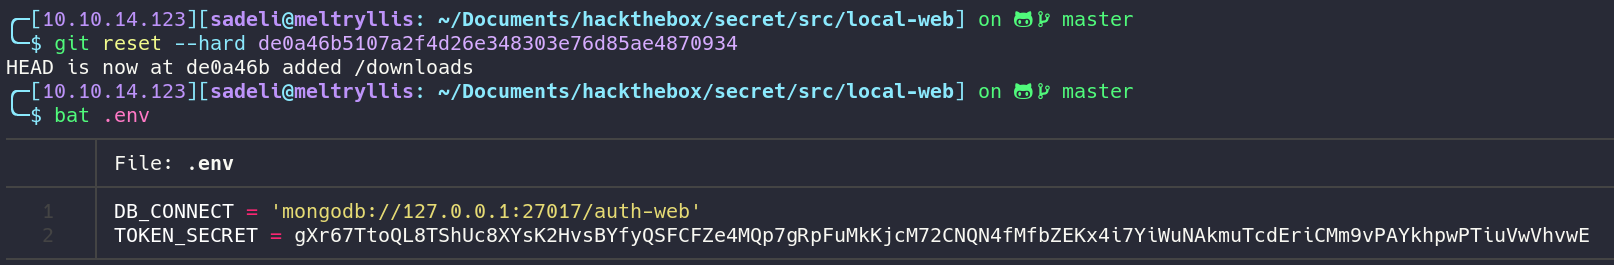 [10.10.14.123][sadeli@meltryllis: ~/Documents/hackthebox/secret/src/local-web] on master
$ git reset --hard de0a46b5107a2f4d26e348303e76d85ae4870934
HEAD is now at de0a46b added /downloads
[10.10.14.123][sadeli@meltryllis: ~/Documents/hackthebox/secret/src/local-web] on master
$ bat .env
File: .env
1 DB_CONNECT = 'mongodb://127.0.0.1:27017/auth-web'
2 TOKEN_SECRET = gXr67TtoQL8TShUc8XYsK2HvsBYfyQSFCFZe4MQp7gRpFuMkKjcM72CNQN4fMfbZEKx4i7YiWuNAkmuTcdEriCMm9vPAYkhpwPTiuVwVhvwE